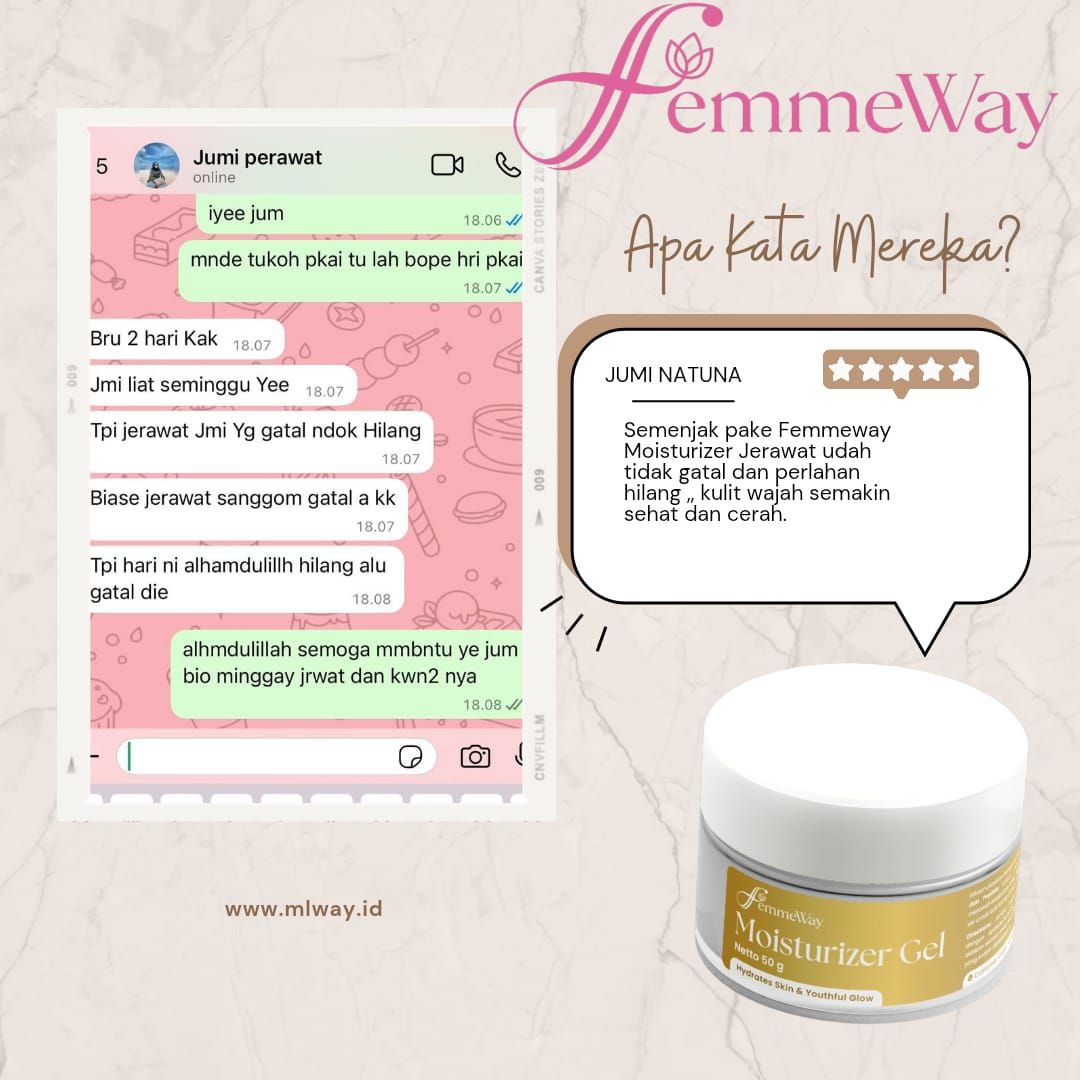 FemmeWay
Apa Kata Mereka?
5
Jumi perawat
online
iyee jum
18.06
mnde tukoh pkai tu lah bope hri pkai
18.07
Bru 2 hari Kak
18.07
Jmi liat seminggu Yee
18.07
Tpi jerawat Jmi Yg gatal ndok Hilang
18.07
Biase jerawat sanggom gatal a kk
18.07
Tpi hari ni alhamdulillh hilang alu
gatal die
18.08
alhmdulillah semoga mmbntu ye jum
bio minggay jrwat dan kwn2 nya
18.08
CANVA STORIES
009
009
CNVFILLM
JUMI NATUNA
Semenjak pake Femmeway
Moisturizer Jerawat udah
tidak gatal dan perlahan
hilang ,, kulit wajah semakin
sehat dan cerah.
www.mlway.id
FemmeWay
Moisturizer Gel
Netto 50 g
Hydrates Skin & Youthful Glow